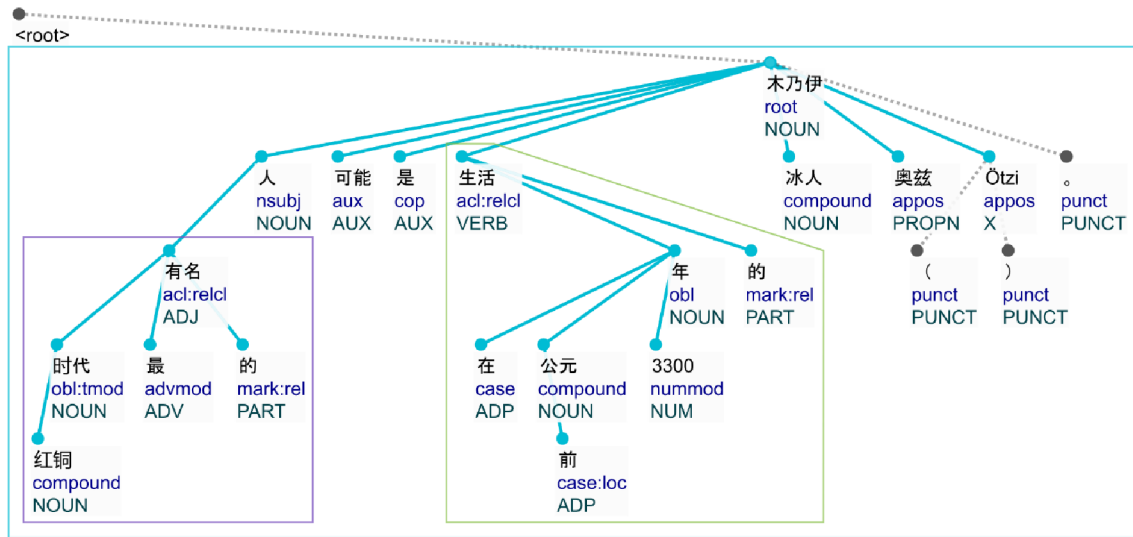 <root>
木乃伊
root
NOUN
人
nsubj
NOUN
可能
aux
AUX
是
cop
AUX
生活
acl:relcl
VERB
冰人
compound
NOUN
奥兹
appos
PROPN
Ötzi
appos
X
。
punct
PUNCT
有名
acl:relcl
ADJ
年
obl
NOUN
的
mark:rel
PART
（
punct
PUNCT
）
punct
PUNCT
时代
obl:tmod
NOUN
最
advmod
ADV
的
mark:rel
PART
在
case
ADP
公元
compound
NOUN
3300
nummod
NUM
红铜
compound
NOUN
前
case:loc
ADP